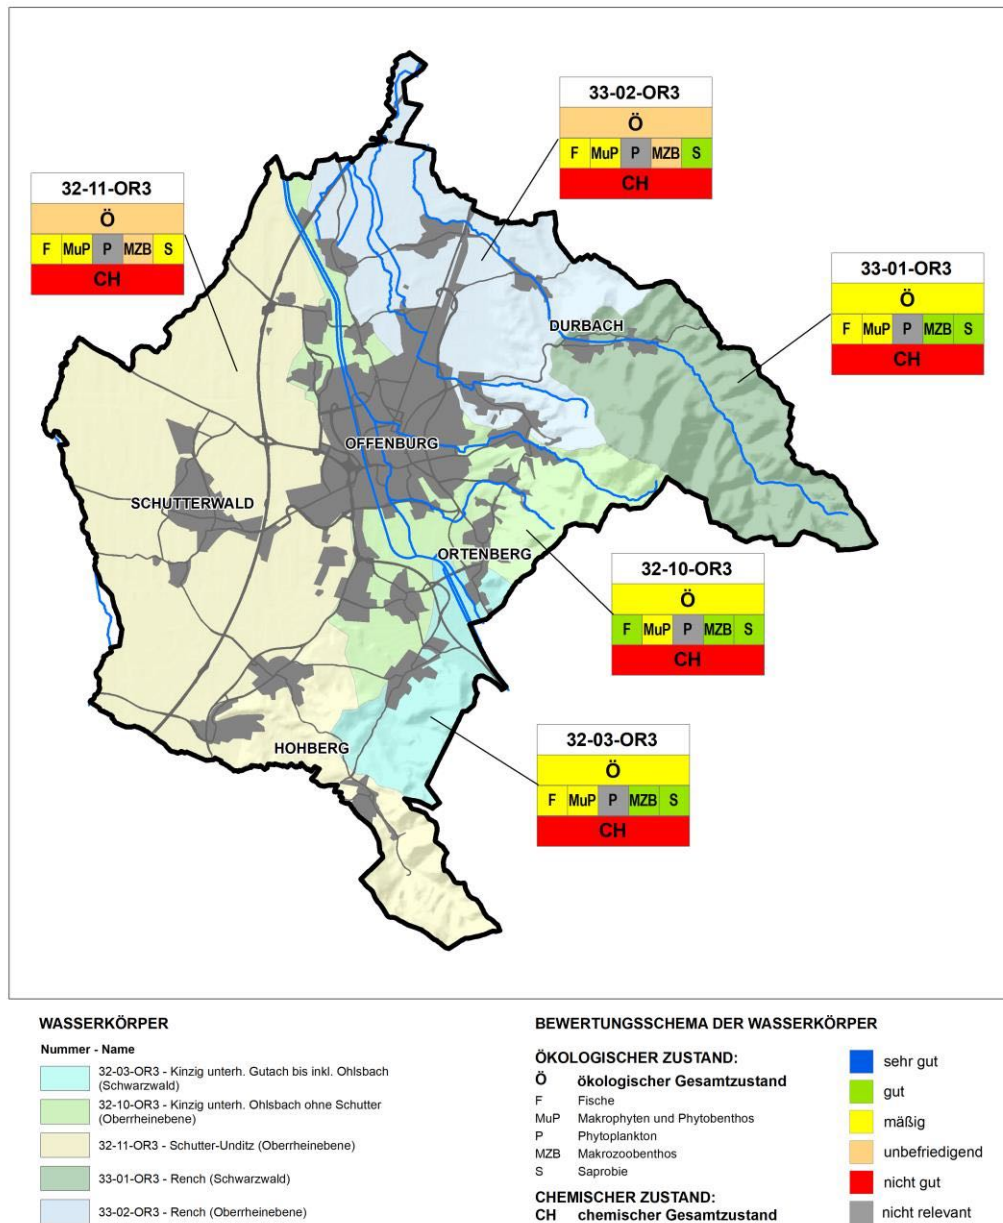 33-02-OR3
Ö
F MuP P MZB S
CH
32-11-OR3
Ö
F MuP P MZB S
CH
33-01-OR3
Ö
F MuP P MZB S
CH
DURBACH
OFFENBURG
SCHUTTERWALD
ORTENBERG
32-10-OR3
Ö
F MuP P MZB S
CH
32-03-OR3
Ö
F MuP P MZB S
CH
HOHBERG
WASSERKÖRPER
Nummer - Name
32-03-OR3 - Kinzig unterh. Gutach bis inkl. Ohlsbach
(Schwarzwald)
32-10-OR3 - Kinzig unterh. Ohlsbach ohne Schutter
(Oberrheinebene)
32-11-OR3 - Schutter-Unditz (Oberrheinebene)
33-01-OR3 - Rench (Schwarzwald)
33-02-OR3 - Rench (Oberrheinebene)
BEWERTUNGSSCHEMA DER WASSERKÖRPER
ÖKOLOGISCHER ZUSTAND:
Ö ökologischer Gesamtzustand
F Fische
MuP Makrophyten und Phytobenthos
P Phytoplankton
MZB Makrozoobenthos
S Saprobie
CHEMISCHER ZUSTAND:
CH chemischer Gesamtzustand
sehr gut
gut
mäßig
unbefriedigend
nicht gut
nicht relevant